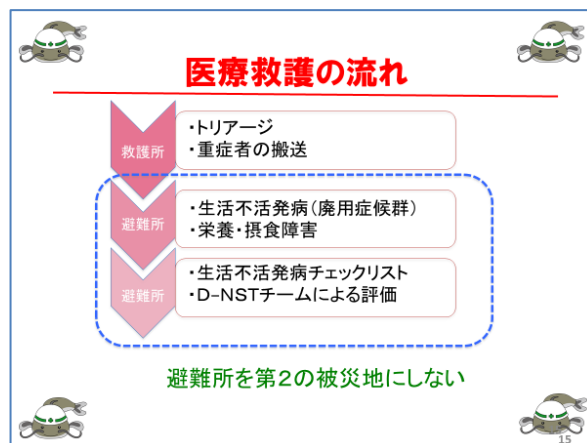 医療救護の流れ
救護所
・トリアージ
・重症者の搬送
避難所
・生活不活発病(廃用症候群)
・栄養・摂食障害
避難所
・生活不活発病チェックリスト
・D-NSTチームによる評価
避難所を第2の被災地にしない
15